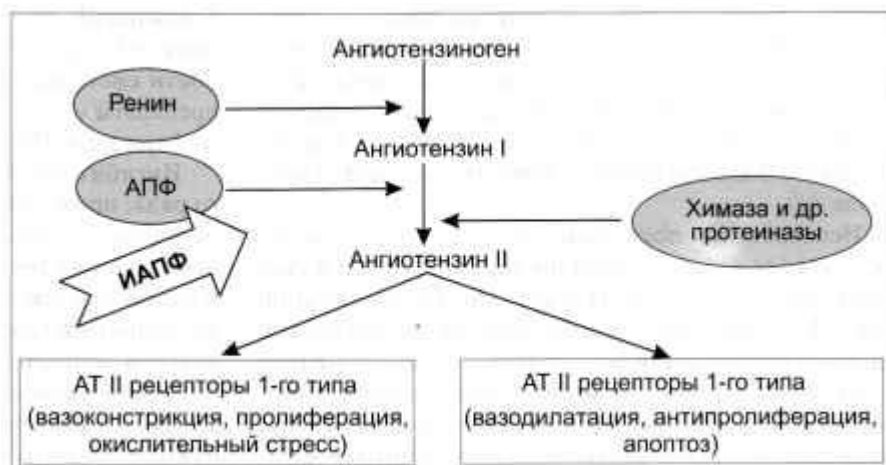 Ангиотензиноген
Ренин
Ангиотензин I
АПФ
Химаза и др.
протеиназы
ИАПФ
Ангиотензин II
АТ II рецепторы 1-го типа
(вазоконстрикция, пролиферация,
окислительный стресс)
АТ II рецепторы 1-го типа
(вазодилатация, антипролиферация,
апоптоз)